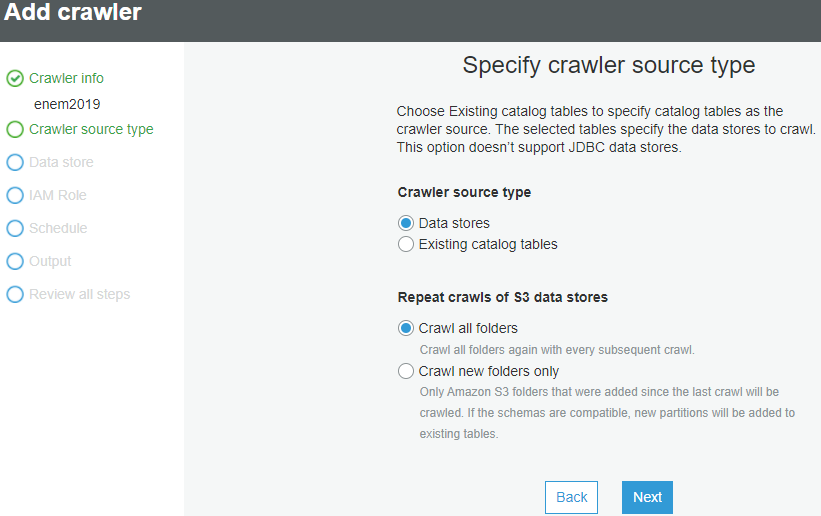 Add crawler
Crawler info
enem2019
Crawler source type
Data store
IAM Role
Schedule
Output
Review all steps
Specify crawler source type
Choose Existing catalog tables to specify catalog tables as the
crawler source. The selected tables specify the data stores to crawl.
This option doesn't support JDBC data stores.
Crawler source type
Data stores
Existing catalog tables
Repeat crawls of S3 data stores
Crawl all folders
Crawl all folders again with every subsequent crawl.
Crawl new folders only
Only Amazon S3 folders that were added since the last crawl will be
crawled. If the schemas are compatible, new partitions will be added to
existing tables.
Back
Next